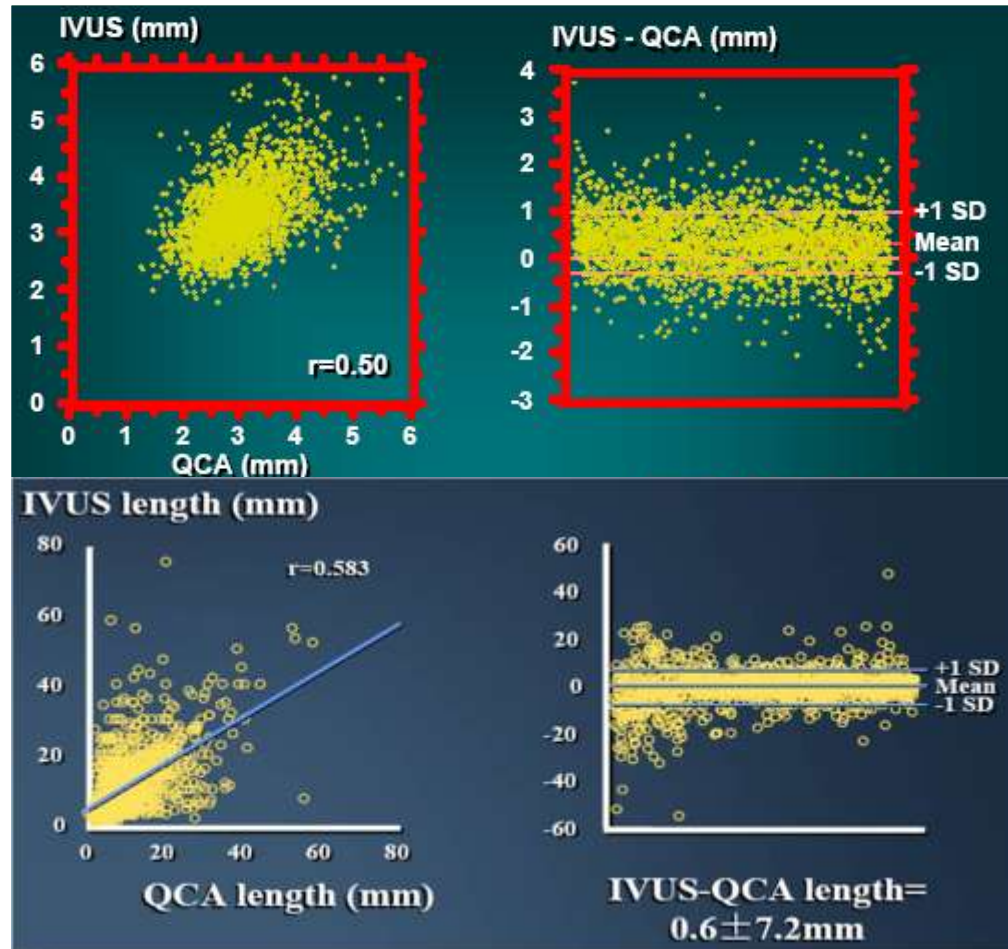 IVUS (mm)
6
5
4
3
2
1
0
r=0.50
0 1 2 3 4 5 6
QCA (mm)
IVUS - QCA (mm)
4
3
2
1
0
-1
-2
-3
+1 SD
Mean
-1 SD
IVUS length (mm)
80
60
40
20
0
r=0.583
0 20 40 60 80
QCA length (mm)
60
40
20
0
-20
-40
-60
+1 SD
Mean
-1 SD
IVUS-QCA length=
0.6±7.2mm